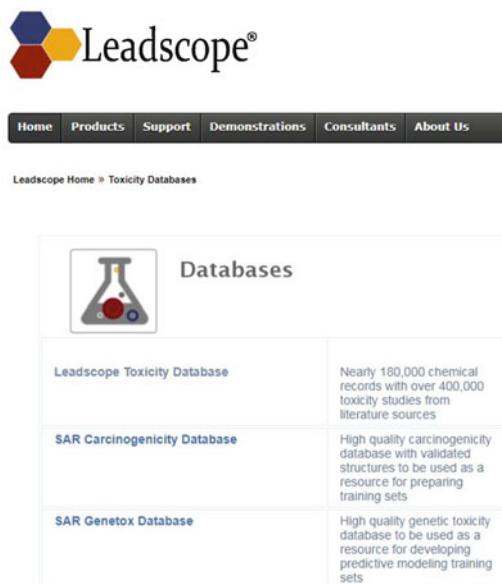 Leadscope®
Home Products Support Demonstrations Consultants About Us
Leadscope Home » Toxicity Databases
Databases
Leadscope Toxicity Database
Nearly 180,000 chemical
records with over 400,000
toxicity studies from
literature sources
SAR Carcinogenicity Database
High quality carcinogenicity
database with validated
structures to be used as a
resource for preparing
training sets
SAR Genetox Database
High quality genetic toxicity
database to be used as a
resource for developing
predictive modeling training
sets